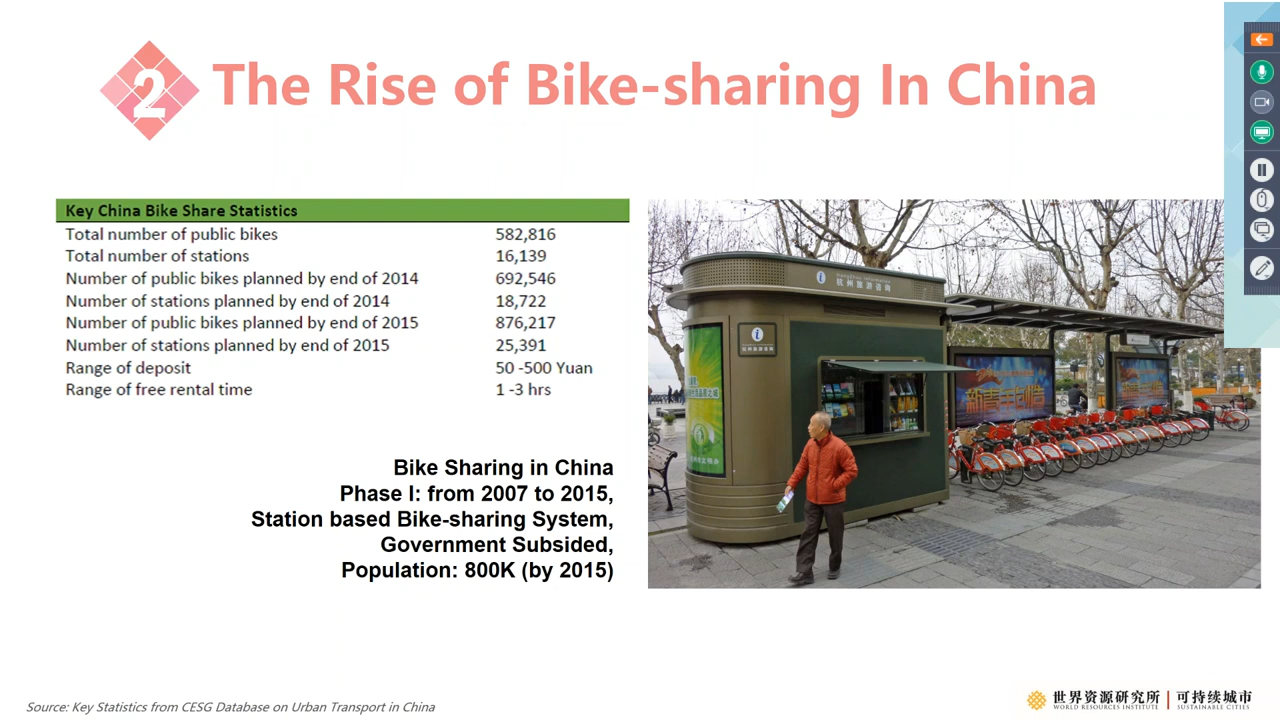 2 The Rise of Bike-sharing In China
Key China Bike Share Statistics
Total number of public bikes 582,816
Total number of stations 16,139
Number of public bikes planned by end of 2014 692,546
Number of stations planned by end of 2014 18,722
Number of public bikes planned by end of 2015 876,217
Number of stations planned by end of 2015 25,391
Range of deposit 50 -500 Yuan
Range of free rental time 1 -3 hrs
Bike Sharing in China
Phase I: from 2007 to 2015,
Station based Bike-sharing System,
Government Subsided,
Population: 800K (by 2015)
杭州旅游咨询
Source: Key Statistics from CESG Database on Urban Transport in China
世界资源研究所 | 可持续城市
WORLD RESOURCES INSTITUTE | SUSTAINABLE CITIES